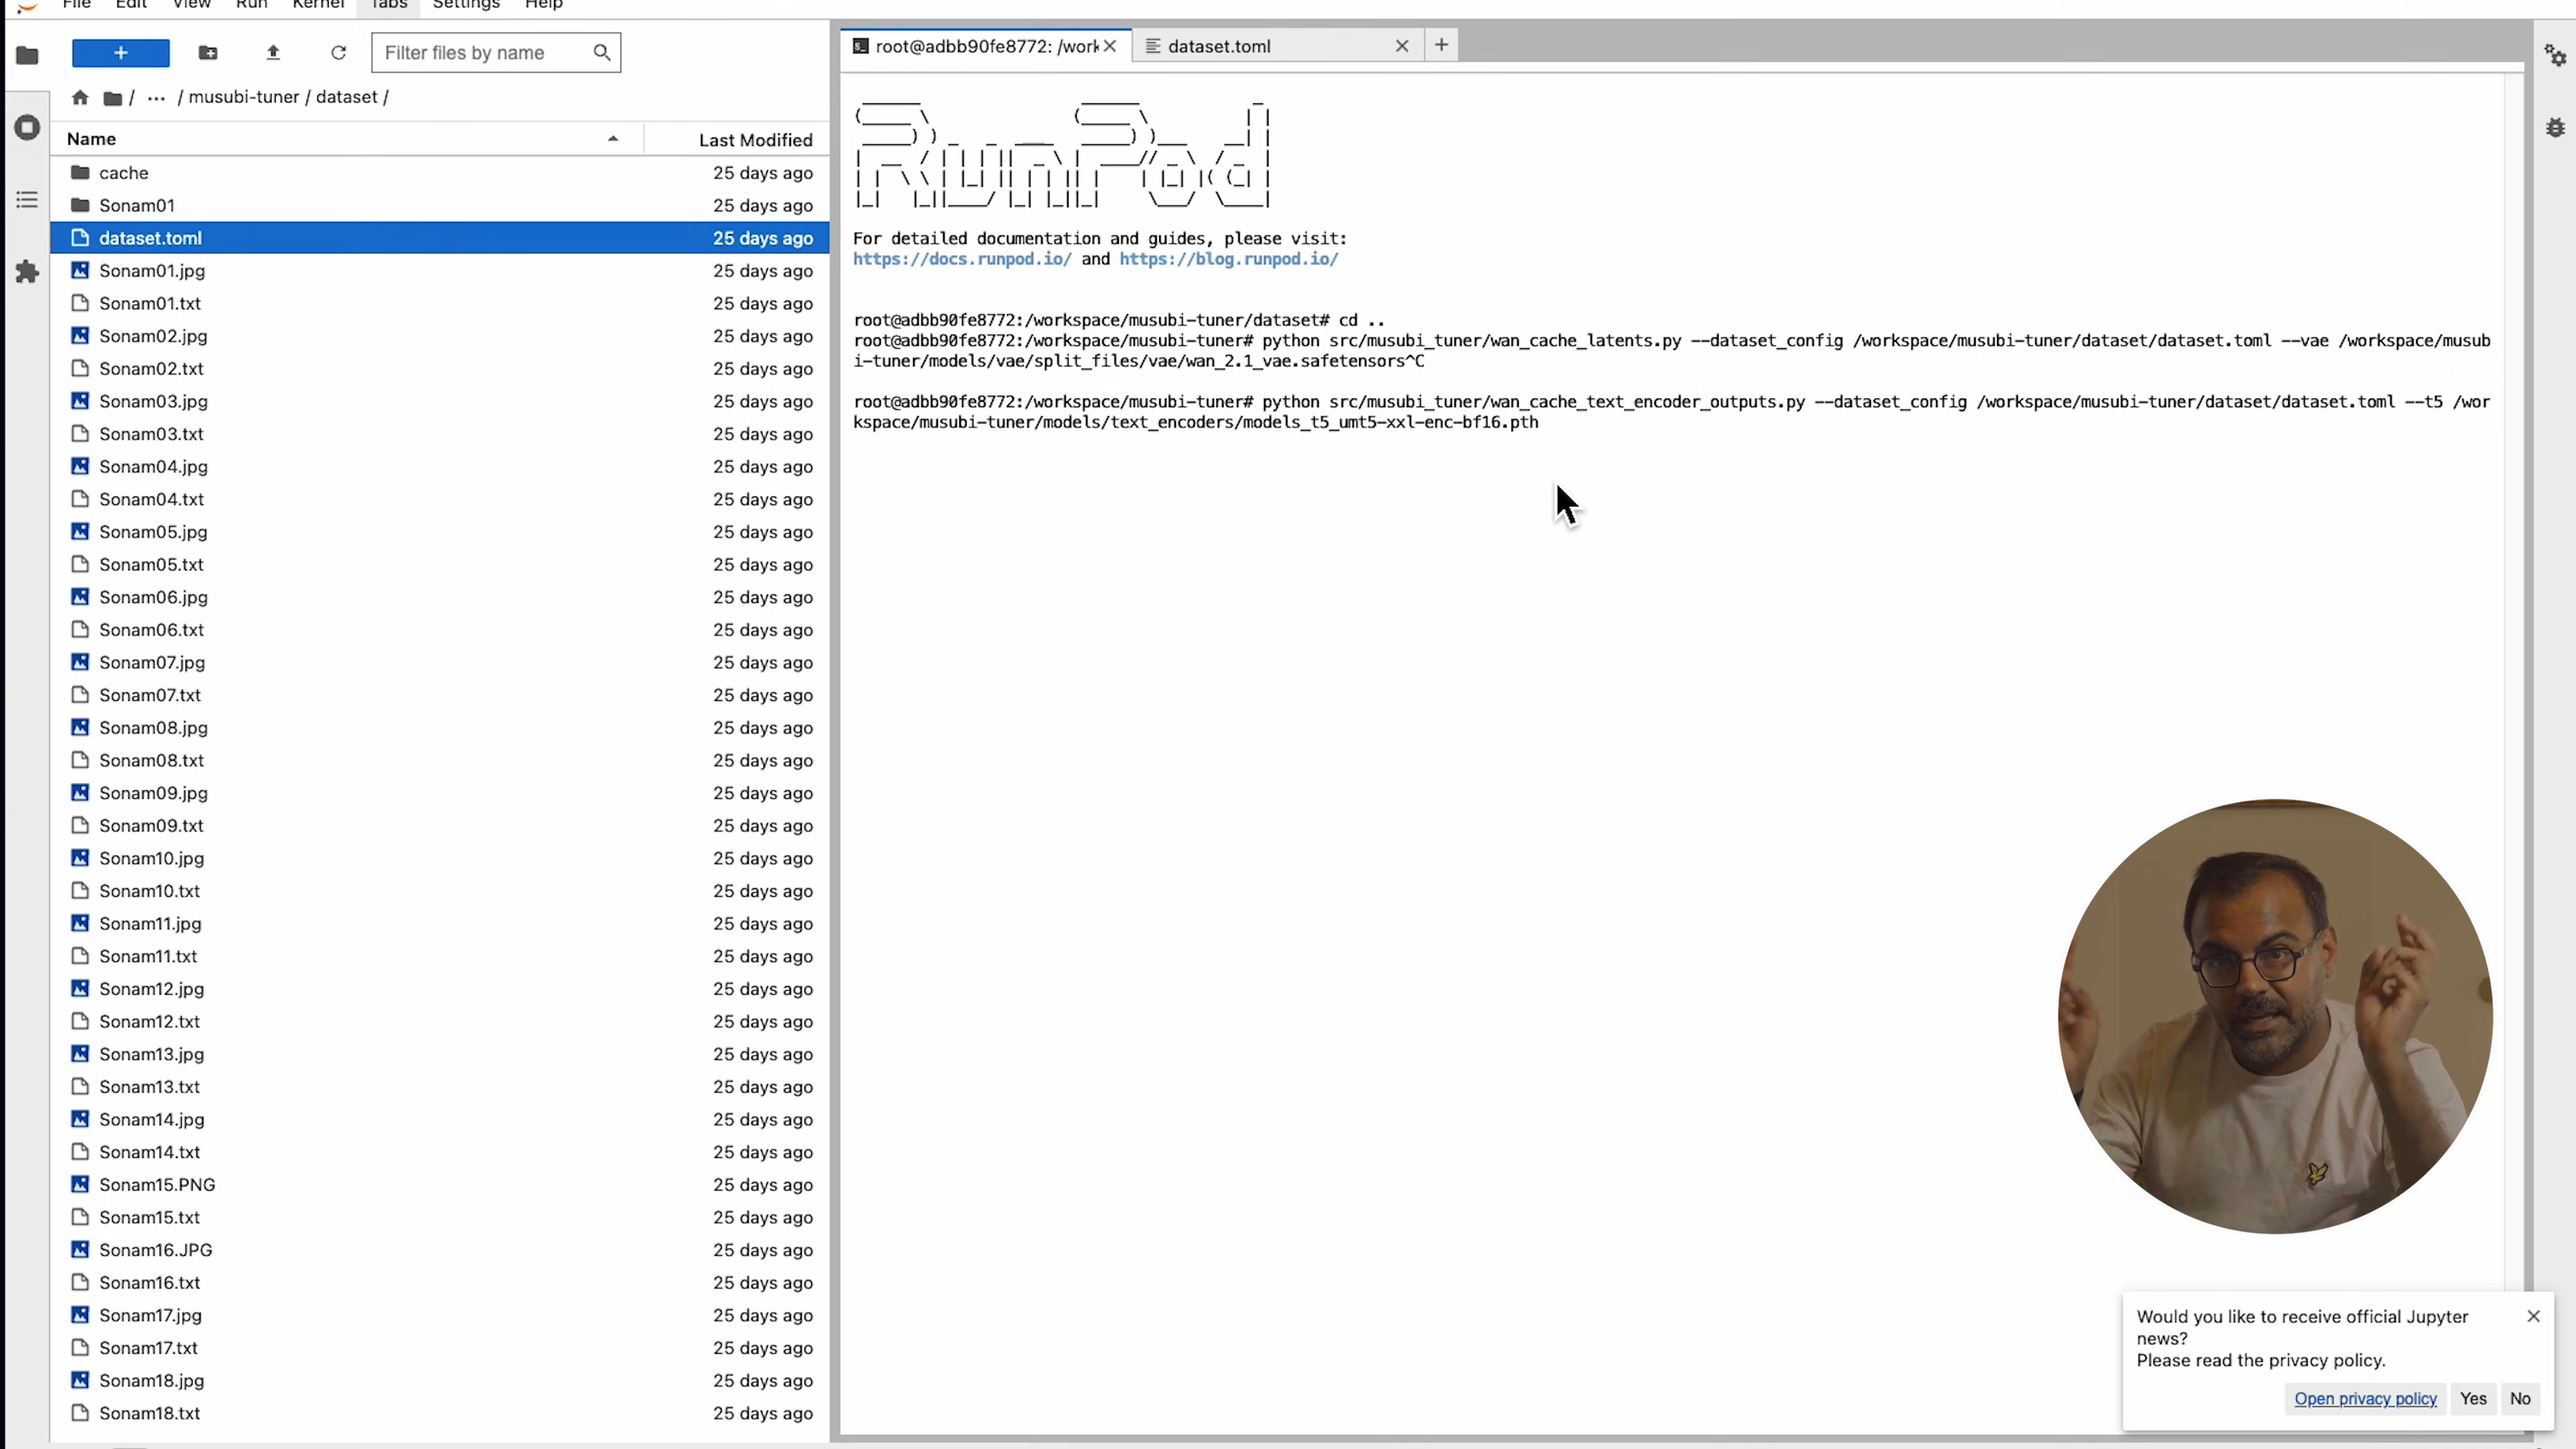 File Edit View Run Kernel Tabs Settings Help
+
Filter files by name
/ ... / musubi-tuner / dataset /
Name Last Modified
cache 25 days ago
Sonam01 25 days ago
dataset.toml 25 days ago
Sonam01.jpg 25 days ago
Sonam01.txt 25 days ago
Sonam02.jpg 25 days ago
Sonam02.txt 25 days ago
Sonam03.jpg 25 days ago
Sonam03.txt 25 days ago
Sonam04.jpg 25 days ago
Sonam04.txt 25 days ago
Sonam05.jpg 25 days ago
Sonam05.txt 25 days ago
Sonam06.jpg 25 days ago
Sonam06.txt 25 days ago
Sonam07.jpg 25 days ago
Sonam07.txt 25 days ago
Sonam08.jpg 25 days ago
Sonam08.txt 25 days ago
Sonam09.jpg 25 days ago
Sonam09.txt 25 days ago
Sonam10.jpg 25 days ago
Sonam10.txt 25 days ago
Sonam11.jpg 25 days ago
Sonam11.txt 25 days ago
Sonam12.jpg 25 days ago
Sonam12.txt 25 days ago
Sonam13.jpg 25 days ago
Sonam13.txt 25 days ago
Sonam14.jpg 25 days ago
Sonam14.txt 25 days ago
Sonam15.PNG 25 days ago
Sonam15.txt 25 days ago
Sonam16.JPG 25 days ago
Sonam16.txt 25 days ago
Sonam17.jpg 25 days ago
Sonam17.txt 25 days ago
Sonam18.jpg 25 days ago
Sonam18.txt 25 days ago
root@adbb90fe8772: /work dataset.toml +
RunPod
For detailed documentation and guides, please visit:
https://docs.runpod.io/ and https://blog.runpod.io/
root@adbb90fe8772:/workspace/musubi-tuner/dataset# cd ..
root@adbb90fe8772:/workspace/musubi-tuner# python src/musubi_tuner/wan_cache_latents.py --dataset_config /workspace/musubi-tuner/dataset/dataset.toml --vae /workspace/musub
i-tuner/models/vae/split_files/vae/wan_2.1_vae.safetensors^C
root@adbb90fe8772:/workspace/musubi-tuner# python src/musubi_tuner/wan_cache_text_encoder_outputs.py --dataset_config /workspace/musubi-tuner/dataset/dataset.toml --t5 /wor
kspace/musubi-tuner/models/text_encoders/models_t5_umt5-xxl-enc-bf16.pth
Would you like to receive official Jupyter
news?
Please read the privacy policy.
Open privacy policy Yes No